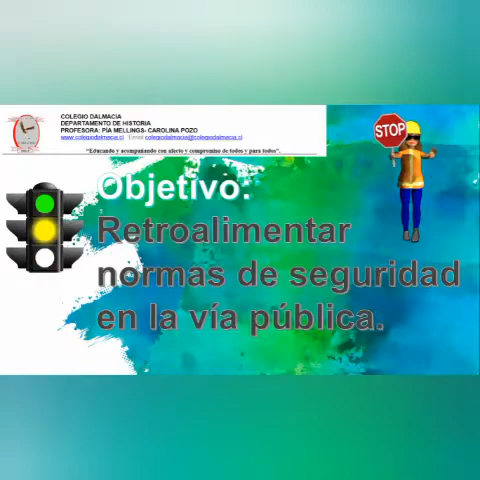 COLEGIO DALMACIA
DEPARTAMENTO DE HISTORIA
PROFESORA: PÍA MELLINGS- CAROLINA POZO
www.colegiodalmacia.cl Email colegiodalmacia@colegiodalmacia.cl
"Educando y acompañando con afecto y compromiso de todos y para todos".
STOP
Objetivo:
Retroalimentar
normas de seguridad
en la vía pública.